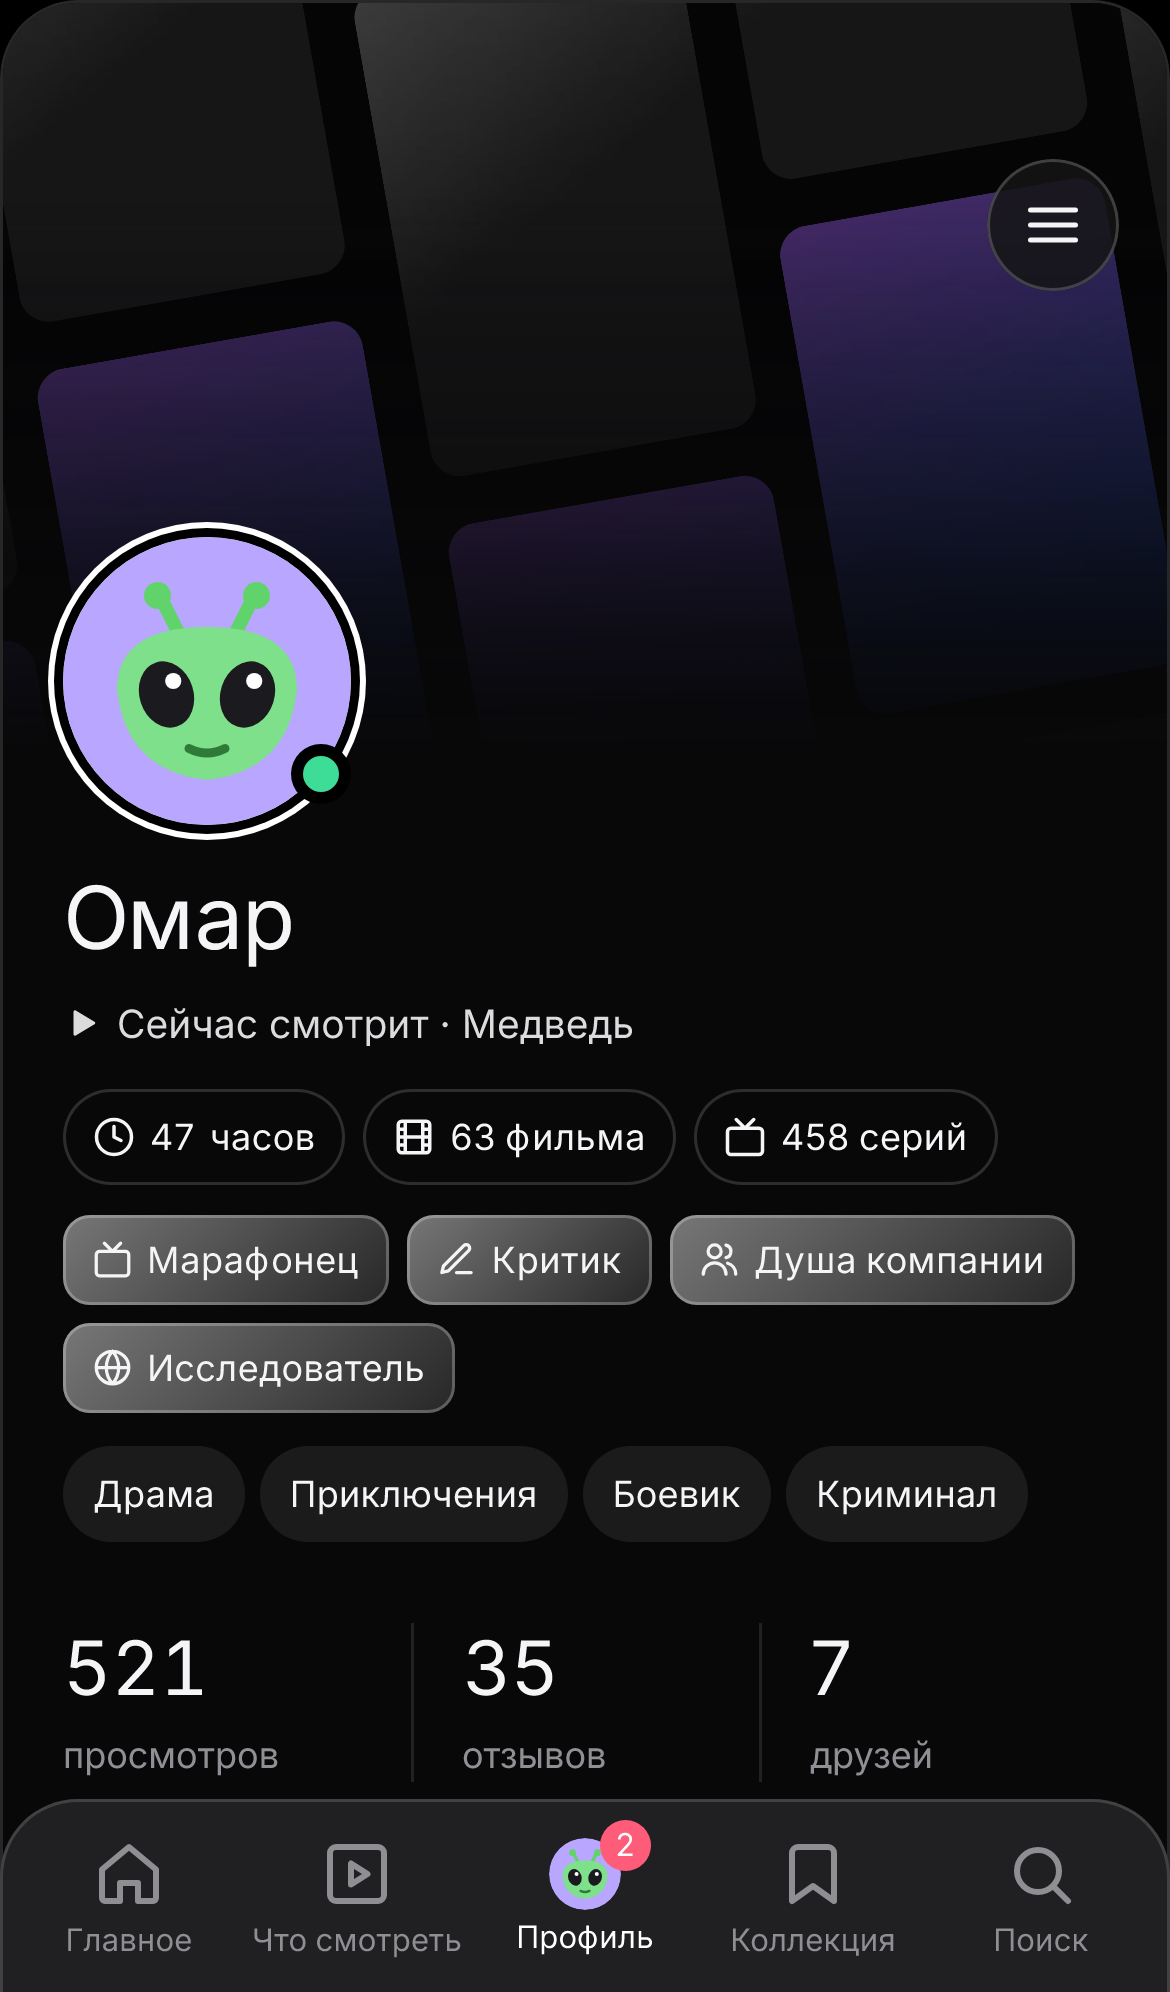 Омар
Сейчас смотрит · Медведь
47 часов
63 фильма
458 серий
Марафонец
Критик
Душа компании
Исследователь
Драма
Приключения
Боевик
Криминал
521
35
7
просмотров
отзывов
друзей
2
Главное
Что смотреть
Профиль
Коллекция
Поиск